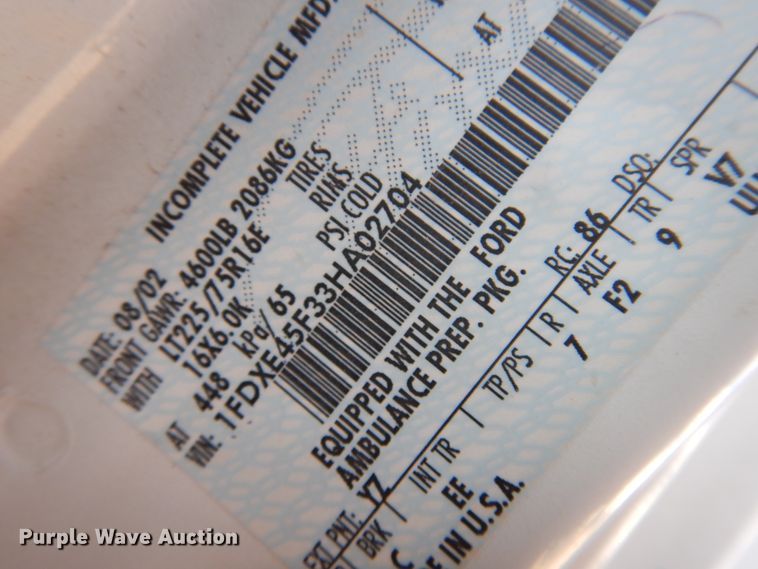 INCOMPLETE VEHICLE MFD.
AT
DATE: 08/02
FRONT GAWR: 4600LB 2086KG
WITH LT225/75R16E TIRES
16X6.0K RIMS
AT 448 kPa/ 65 PSI COLD
VIN: 1FDXE45F33HA02704
EQUIPPED WITH THE FORD
AMBULANCE PREP. PKG.
RC: 86 DSO:
EXT PNT: YZ
BRK INT TR TP/PS R AXLE TR SPR
C EE 7 F2 9 V7
E IN U.S.A.
Purple Wave Auction